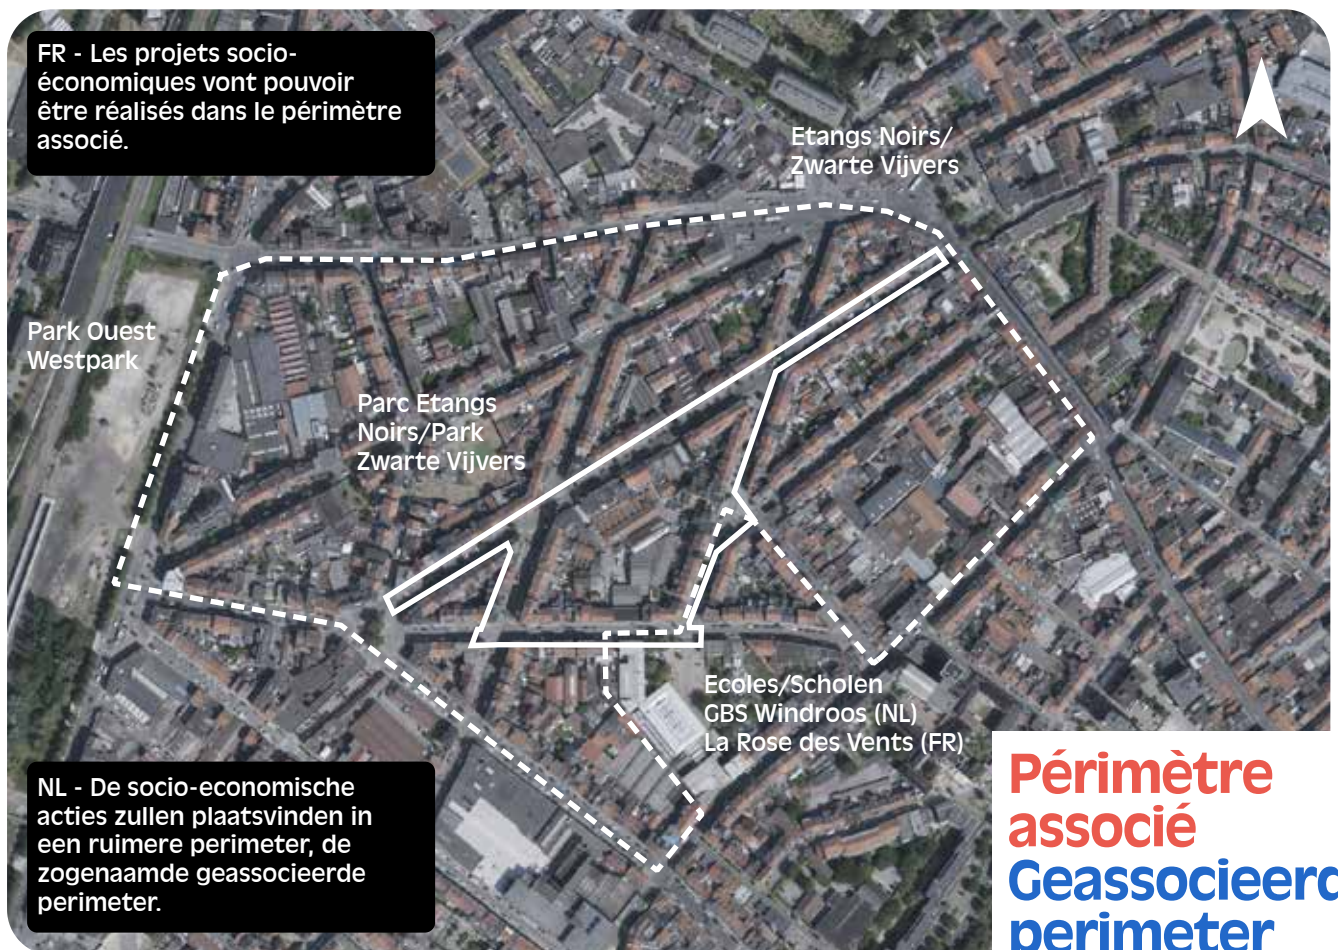 FR - Les projets socio-
économiques vont pouvoir
être réalisés dans le périmètre
associé.
Etangs Noirs/
Zwarte Vijvers
Park Ouest
Westpark
Parc Etangs
Noirs/Park
Zwarte Vijvers
Ecoles/Scholen
GBS Windroos (NL)
La Rose des Vents (FR)
NL - De socio-economische
acties zullen plaatsvinden in
een ruimere perimeter, de
zogenaamde geassocieerde
perimeter.
Périmètre
associé
Geassocieerd
perimeter